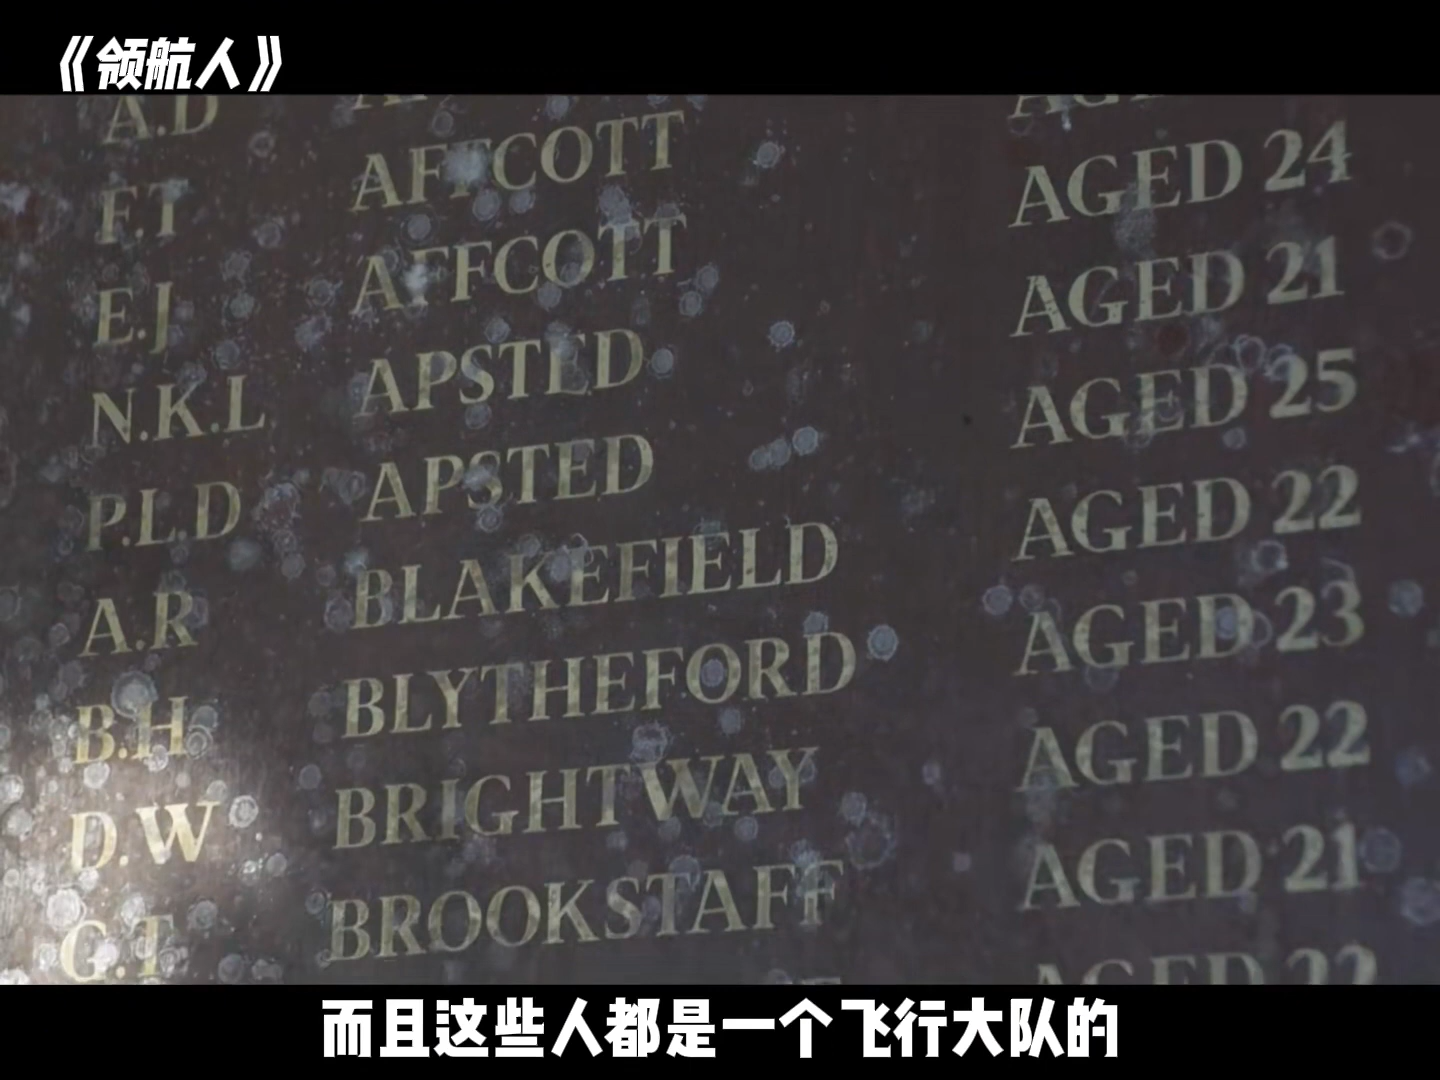 《领航人》
A.D
F.T AFFCOTT
E.J AFFCOTT AGED 24
N.K.L APSTED AGED 21
P.L.D APSTED AGED 25
A.R BLAKEFIELD AGED 22
B.H BLYTHEFORD AGED 23
D.W BRIGHTWAY AGED 22
G.T BROOKSTAFF AGED 21
AGED 22
而且这些人都是一个飞行大队的